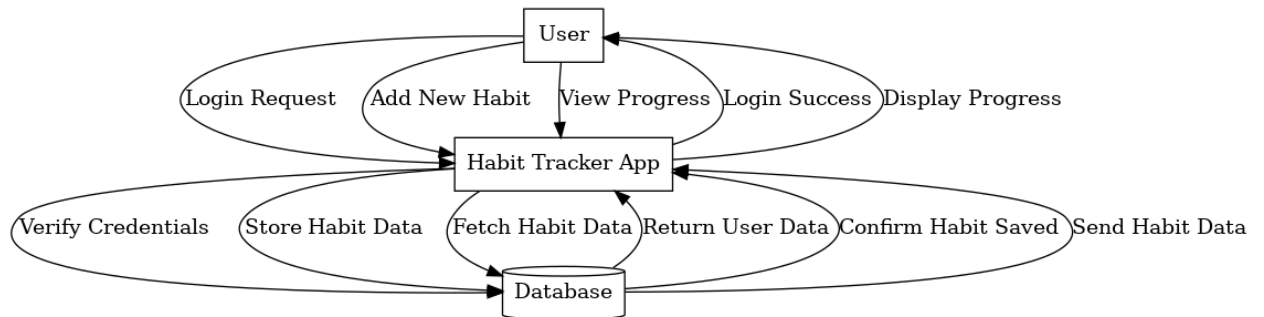 User
Login Request
Add New Habit
View Progress
Login Success
Display Progress
Habit Tracker App
Verify Credentials
Store Habit Data
Fetch Habit Data
Return User Data
Confirm Habit Saved
Send Habit Data
Database